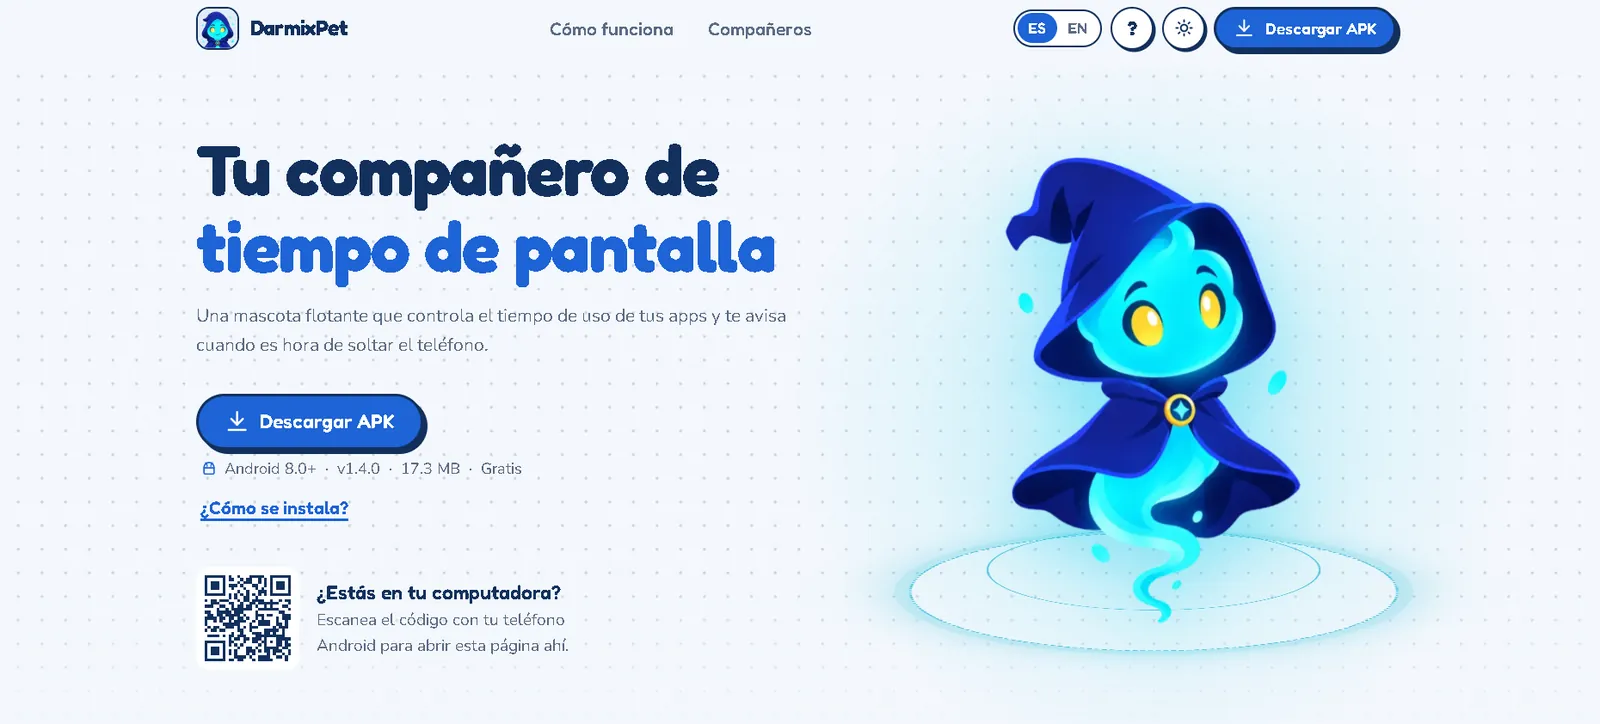 DarmixPet
Cómo funciona
Compañeros
ES
EN
?
Descargar APK
Tu compañero de
tiempo de pantalla
Una mascota flotante que controla el tiempo de uso de tus apps y te avisa
cuando es hora de soltar el teléfono.
Descargar APK
Android 8.0+ · v1.4.0 · 17.3 MB · Gratis
¿Cómo se instala?
¿Estás en tu computadora?
Escanea el código con tu teléfono
Android para abrir esta página ahí.